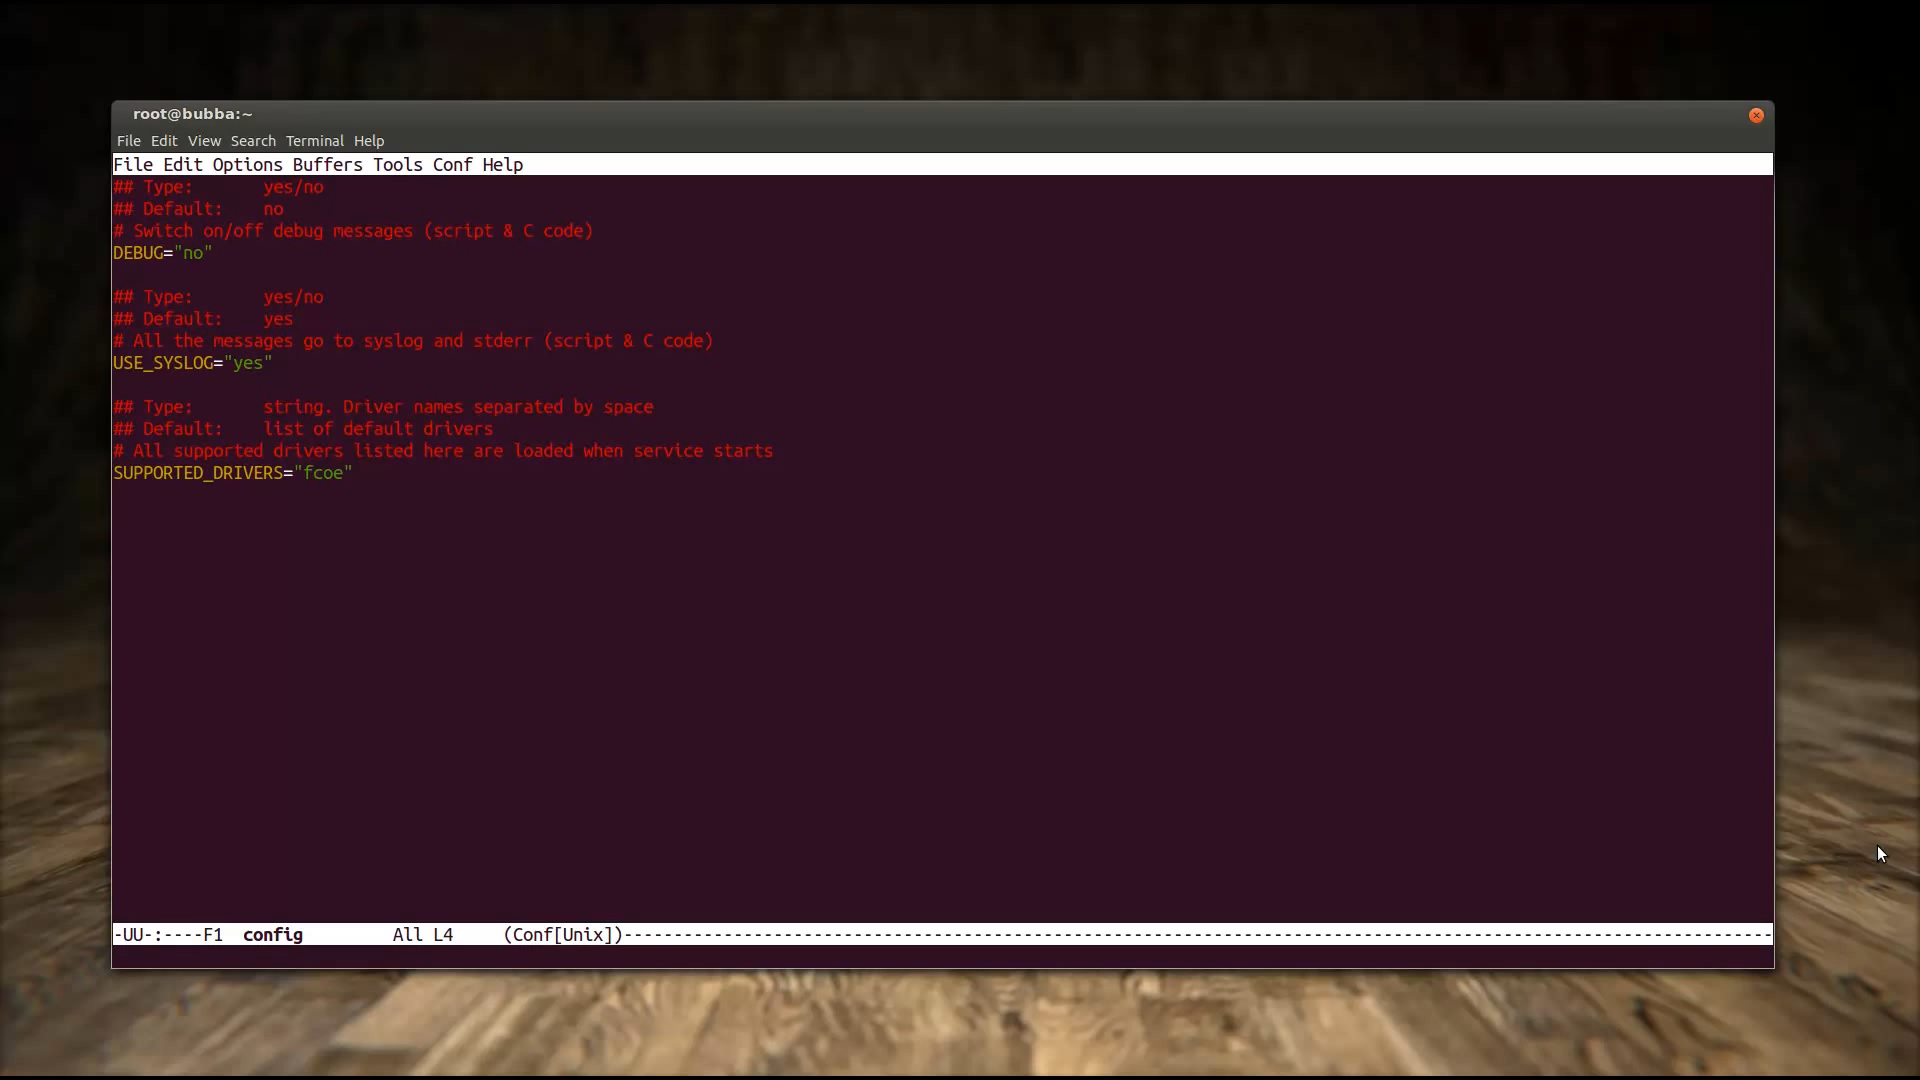 root@bubba:~
File Edit View Search Terminal Help
File Edit Options Buffers Tools Conf Help
## Type:       yes/no
## Default:    no
# Switch on/off debug messages (script & C code)
DEBUG="no"
## Type:       yes/no
## Default:    yes
# All the messages go to syslog and stderr (script & C code)
USE_SYSLOG="yes"
## Type:       string. Driver names separated by space
## Default:    list of default drivers
# All supported drivers listed here are loaded when service starts
SUPPORTED_DRIVERS="fcoe"
-UU-:----F1  config         All L4     (Conf[Unix])-------------------------------------------------------------------------------------------------------------------